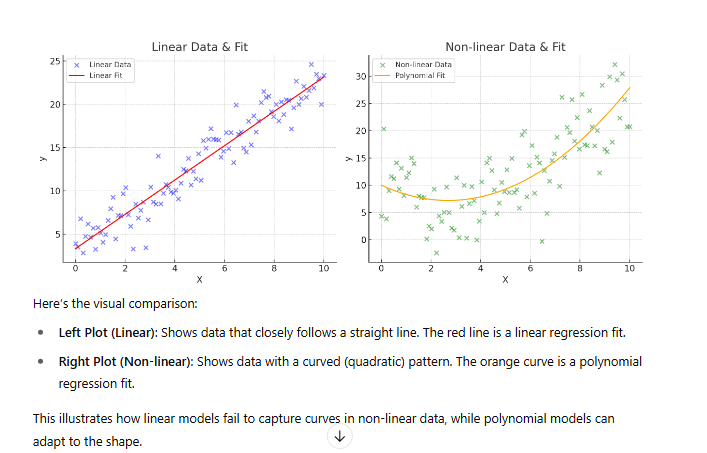 Linear Data & Fit
Non-linear Data & Fit
Linear Data
Linear Fit
Non-linear Data
Polynomial Fit
25
20
15
10
5
y
0 2 4 6 8 10
X
30
25
20
15
10
5
0
y
0 2 4 6 8 10
X
Here's the visual comparison:
• Left Plot (Linear): Shows data that closely follows a straight line. The red line is a linear regression fit.
• Right Plot (Non-linear): Shows data with a curved (quadratic) pattern. The orange curve is a polynomial
regression fit.
This illustrates how linear models fail to capture curves in non-linear data, while polynomial models can
adapt to the shape.